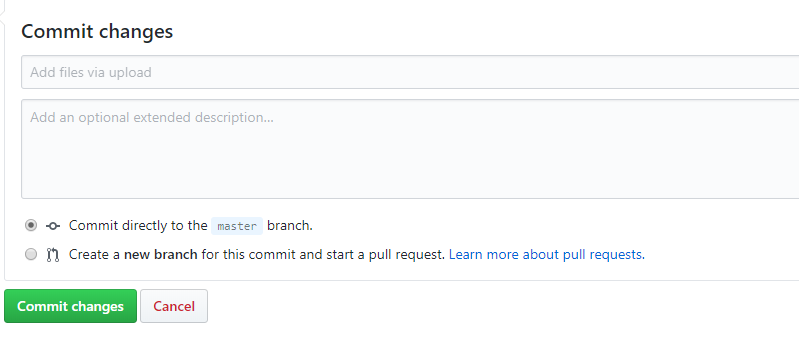 Commit changes
Add files via upload
Add an optional extended description...
Commit directly to the master branch.
Create a new branch for this commit and start a pull request. Learn more about pull requests.
Commit changes Cancel